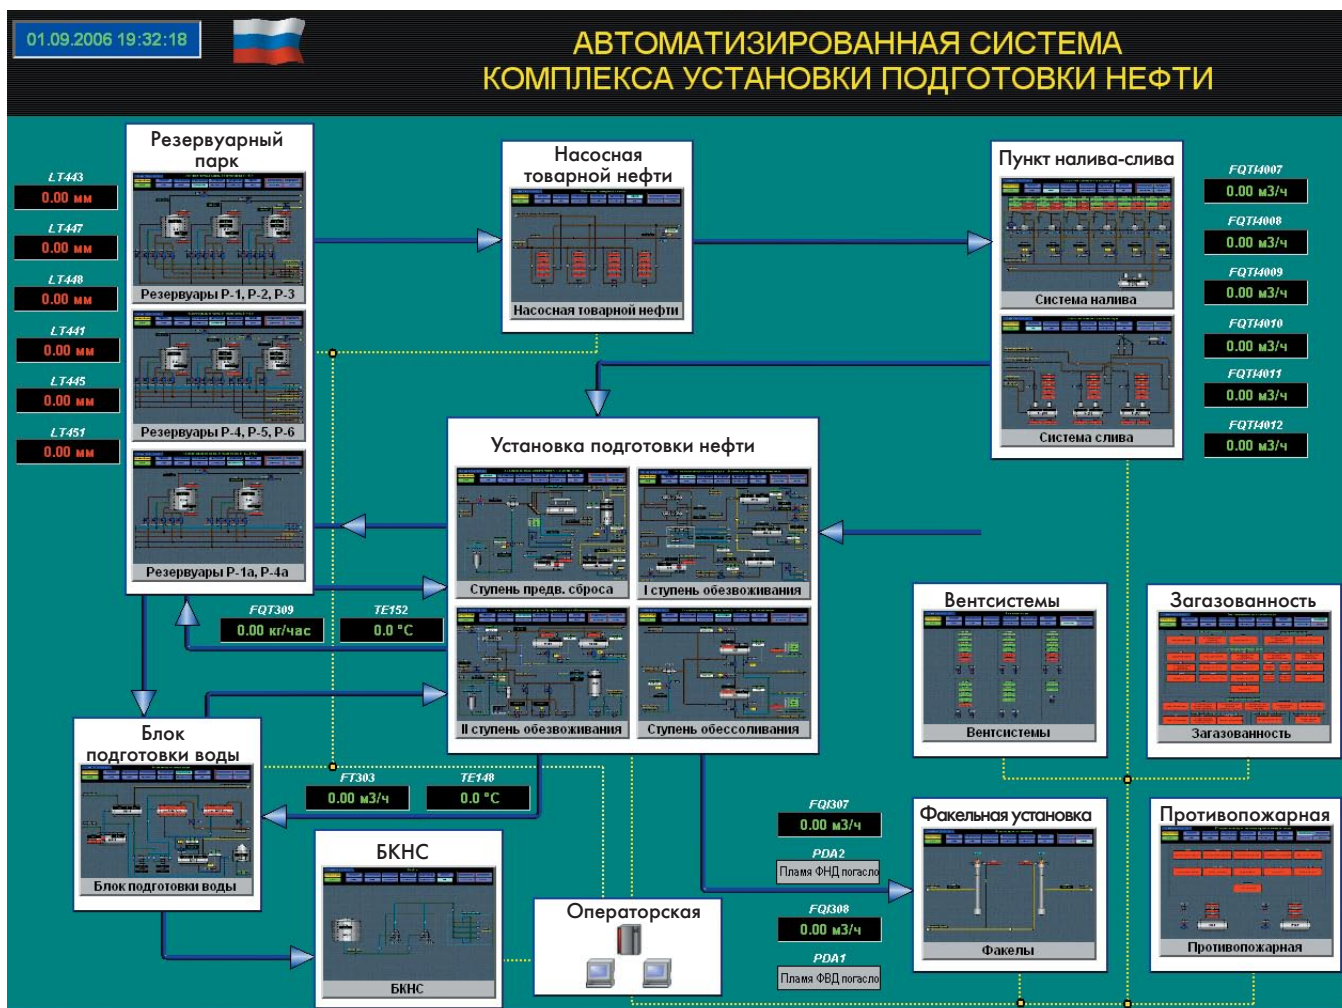 01.09.2006 19:32:18
АВТОМАТИЗИРОВАННАЯ СИСТЕМА
КОМПЛЕКСА УСТАНОВКИ ПОДГОТОВКИ НЕФТИ
Резервуарный
парк
Резервуары Р-1, Р-2, Р-3
Резервуары Р-4, Р-5, Р-6
Резервуары Р-1а, Р-4а
LT443
0.00 мм
LT447
0.00 мм
LT448
0.00 мм
LT441
0.00 мм
LT445
0.00 мм
LT451
0.00 мм
Насосная
товарной нефти
Насосная товарной нефти
Пункт налива-слива
Система налива
Система слива
FQTI4007
0.00 м3/ч
FQTI4008
0.00 м3/ч
FQTI4009
0.00 м3/ч
FQTI4010
0.00 м3/ч
FQTI4011
0.00 м3/ч
FQTI4012
0.00 м3/ч
Установка подготовки нефти
Ступень предв. сброса
I ступень обезвоживания
II ступень обезвоживания
Ступень обессоливания
FQT309
0.00 кг/час
TE152
0.0 °C
Вентсистемы
Вентсистемы
Загазованность
Загазованность
Блок
подготовки воды
Блок подготовки воды
FT303
0.00 м3/ч
TE148
0.0 °C
БКНС
БКНС
Операторская
FQI307
0.00 м3/ч
PDA2
Пламя ФНД погасло
FQI308
0.00 м3/ч
PDA1
Пламя ФВД погасло
Факельная установка
Факелы
Противопожарная
Противопожарная